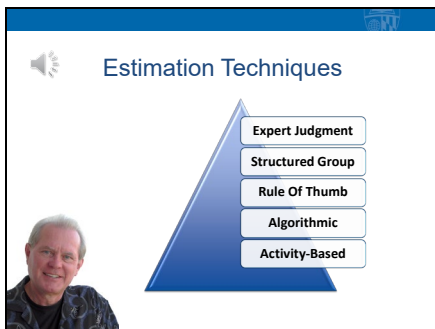 Estimation Techniques
Expert Judgment
Structured Group
Rule Of Thumb
Algorithmic
Activity-Based